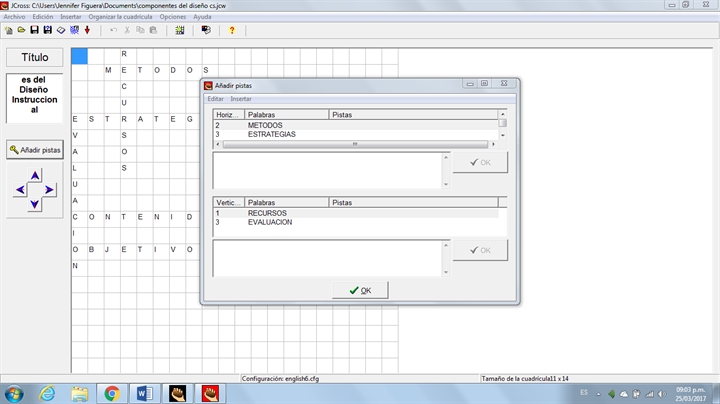 JCross: C:\Users\Jennifer Figuera\Documents\componentes del diseño cs.jcw
Archivo Edición Insertar Organizar la cuadrícula Opciones Ayuda
Título
es del
Diseño
Instruccion
al
Añadir pistas
R
M E T O D O S
C
U
E S T R A T E G
V S
A O
L S
U
A
C O N T E N I D
I
O B J E T I V O
N
Añadir pistas
Editar Insertar
Horiz... Palabras Pistas
2 METODOS
3 ESTRATEGIAS
OK
Vertic... Palabras Pistas
1 RECURSOS
3 EVALUACION
OK
OK
Configuración: english6.cfg
Tamaño de la cuadrícula11 x 14
ES
09:03 p.m.
25/03/2017